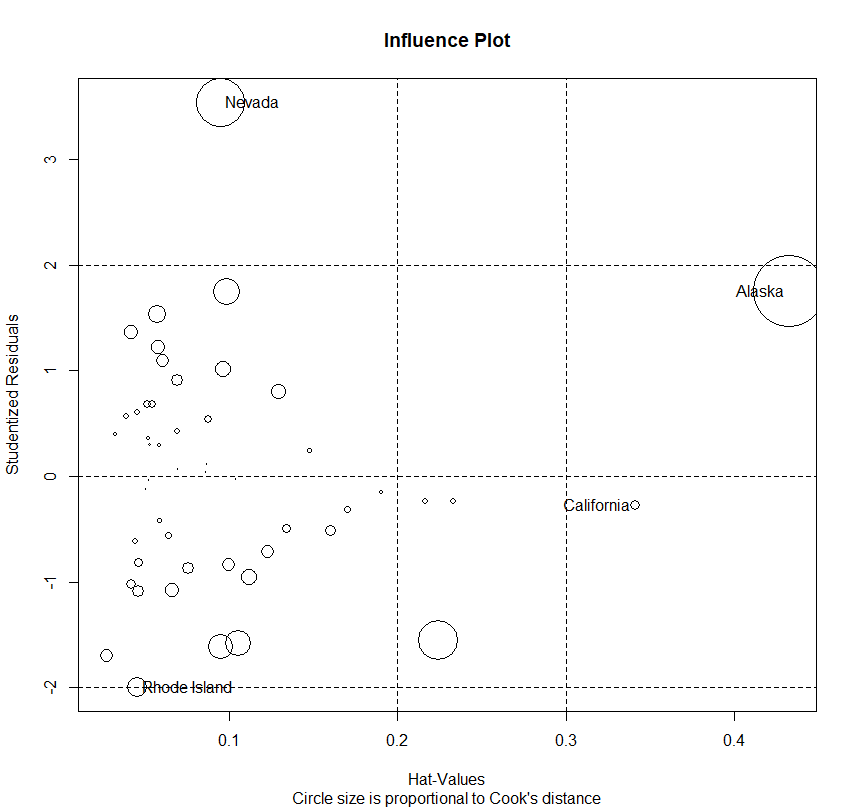 Influence Plot
Nevada
3
2
Alaska
1
Studentized Residuals
0
California
-1
Rhode Island
-2
0.1 0.2 0.3 0.4
Hat-Values
Circle size is proportional to Cook's distance